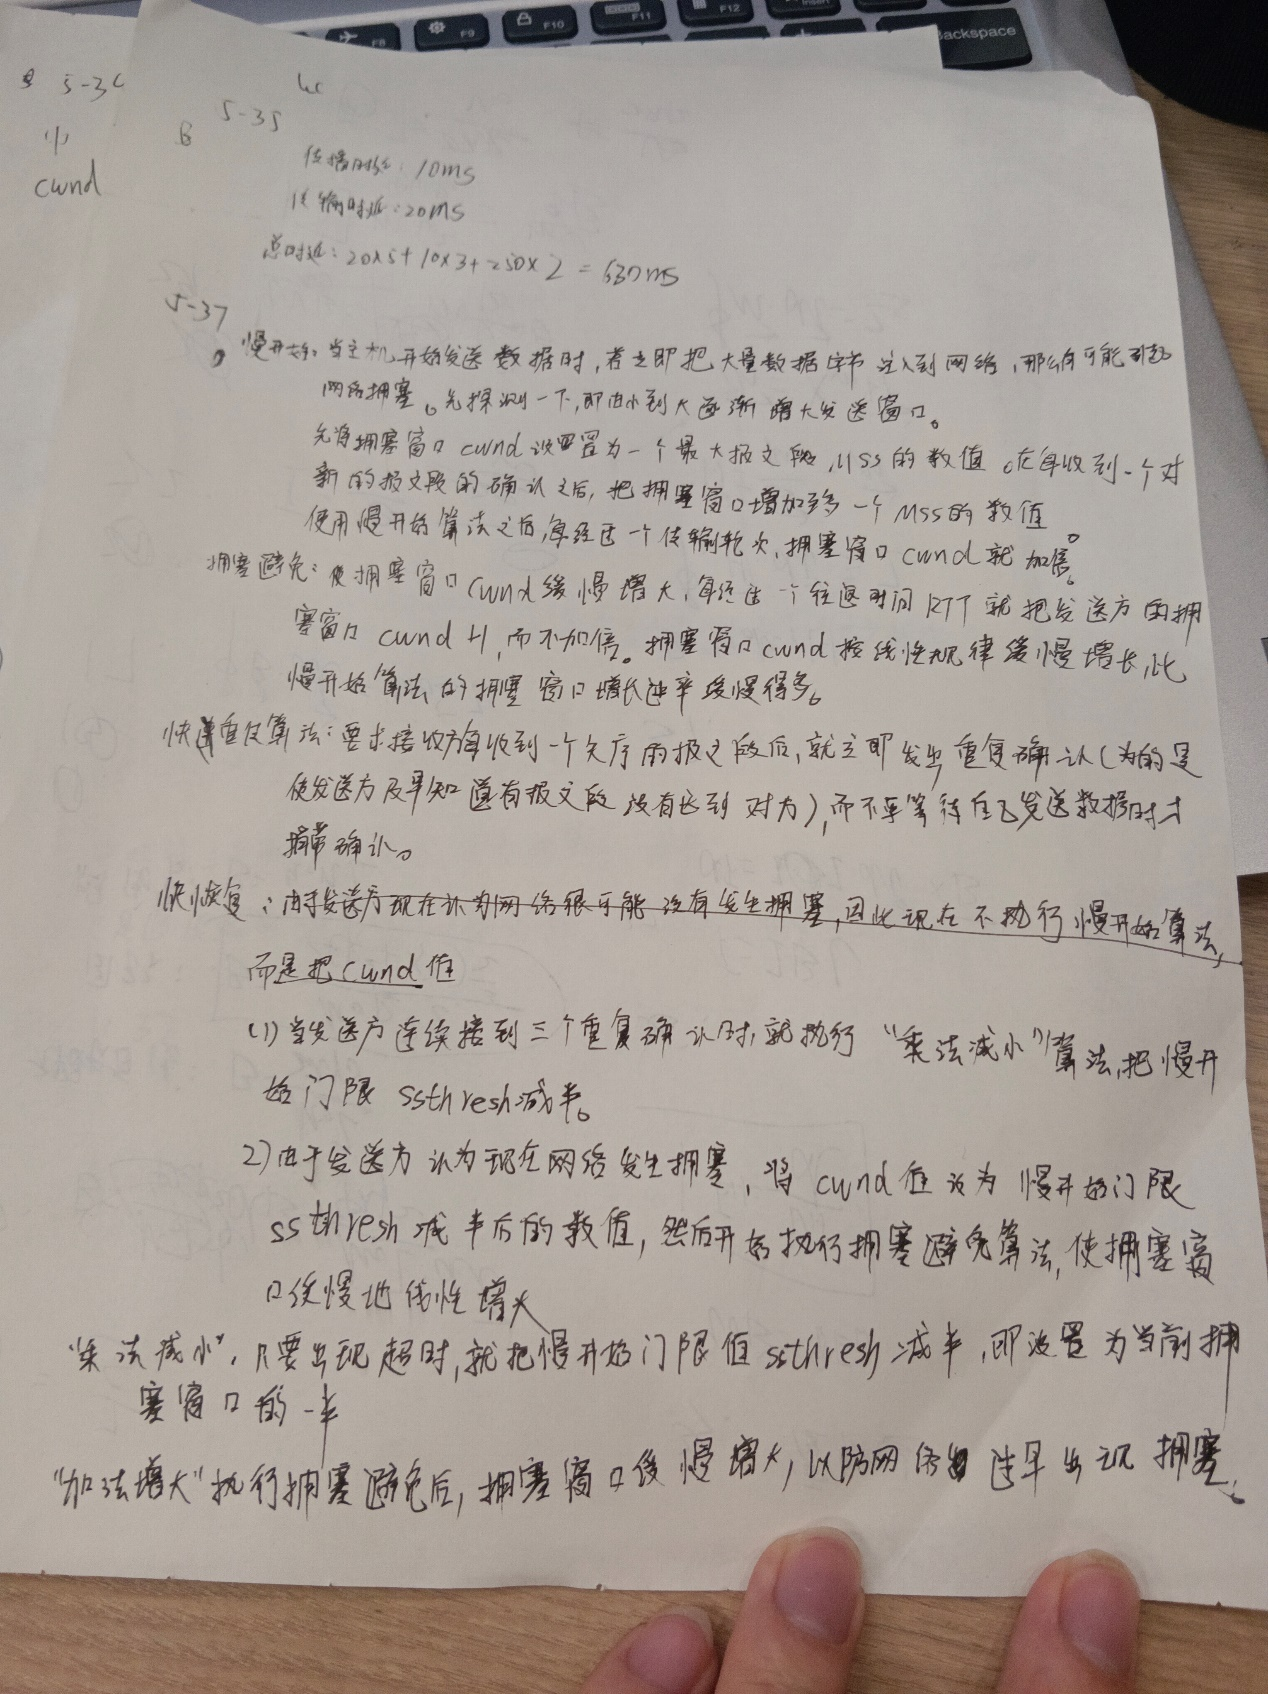 5-36
(1)
cwnd
5-35
传播时延：10ms
传输时延：20ms
总时延：20×5+10×3+250×2=630ms
5-37
慢开始：当主机开始发送数据时，若立即把大量数据字节注入到网络，那么有可能引起
网络拥塞。先探测一下，即由小到大逐渐增大发送窗口。
先将拥塞窗口cwnd设置为一个最大报文段MSS的数值。在每收到一个对
新的报文段的确认之后，把拥塞窗口增加至多一个MSS的数值。
使用慢开始算法之后，每经过一个传输轮次，拥塞窗口cwnd就加倍。
拥塞避免：使拥塞窗口cwnd缓慢增大，每经过一个往返时间RTT就把发送方的拥
塞窗口cwnd+1，而不加倍。拥塞窗口cwnd按线性规律缓慢增长，比
慢开始算法的拥塞窗口增长速率缓慢得多。
快重传算法：要求接收方每收到一个失序的报文段后，就立即发出重复确认（为的是
使发送方及早知道有报文段没有达到对方），而不要等待自己发送数据时才
捎带确认。
快恢复：由于发送方现在认为网络很可能没有发生拥塞，因此现在不执行慢开始算法，
而是把cwnd值
(1)当发送方连续接到三个重复确认时，就执行“乘法减小”算法，把慢开
始门限ssthresh减半。
2)由于发送方认为现在网络发生拥塞，将cwnd值设为慢开始门限
ssthresh减半后的数值，然后开始执行拥塞避免算法，使拥塞窗
口缓慢地线性增大
“乘法减小”，只要出现超时，就把慢开始门限值ssthresh减半，即设置为当前拥
塞窗口的一半
“加法增大”执行拥塞避免后，拥塞窗口缓慢增大，以防网络过早出现拥塞。